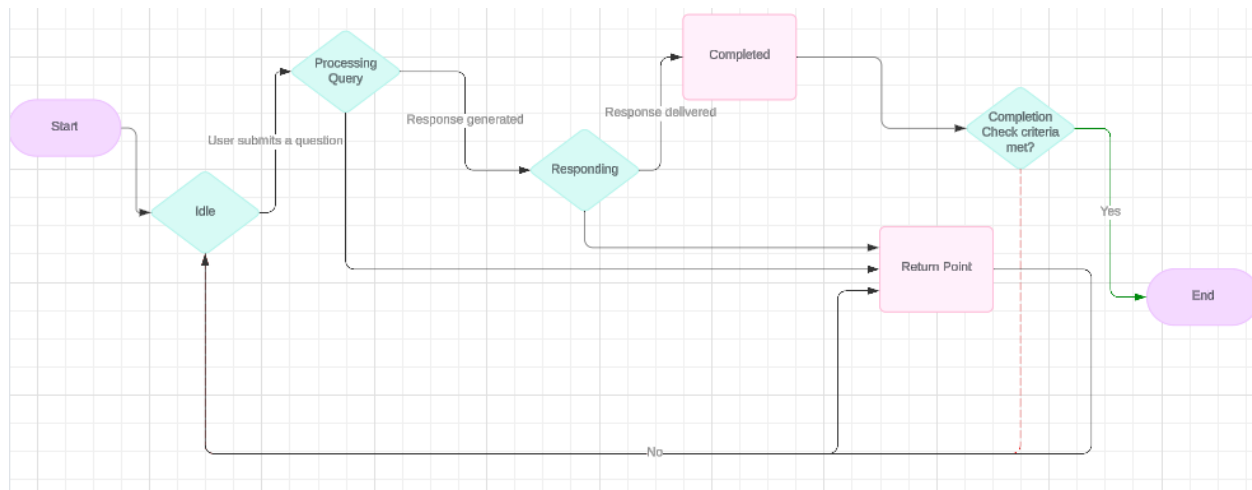 Completed
Processing
Query
Response generated
Response delivered
Start
User submits a question
Completion
Check criteria
met?
Responding
Idle
Yes
Return Point
End
No